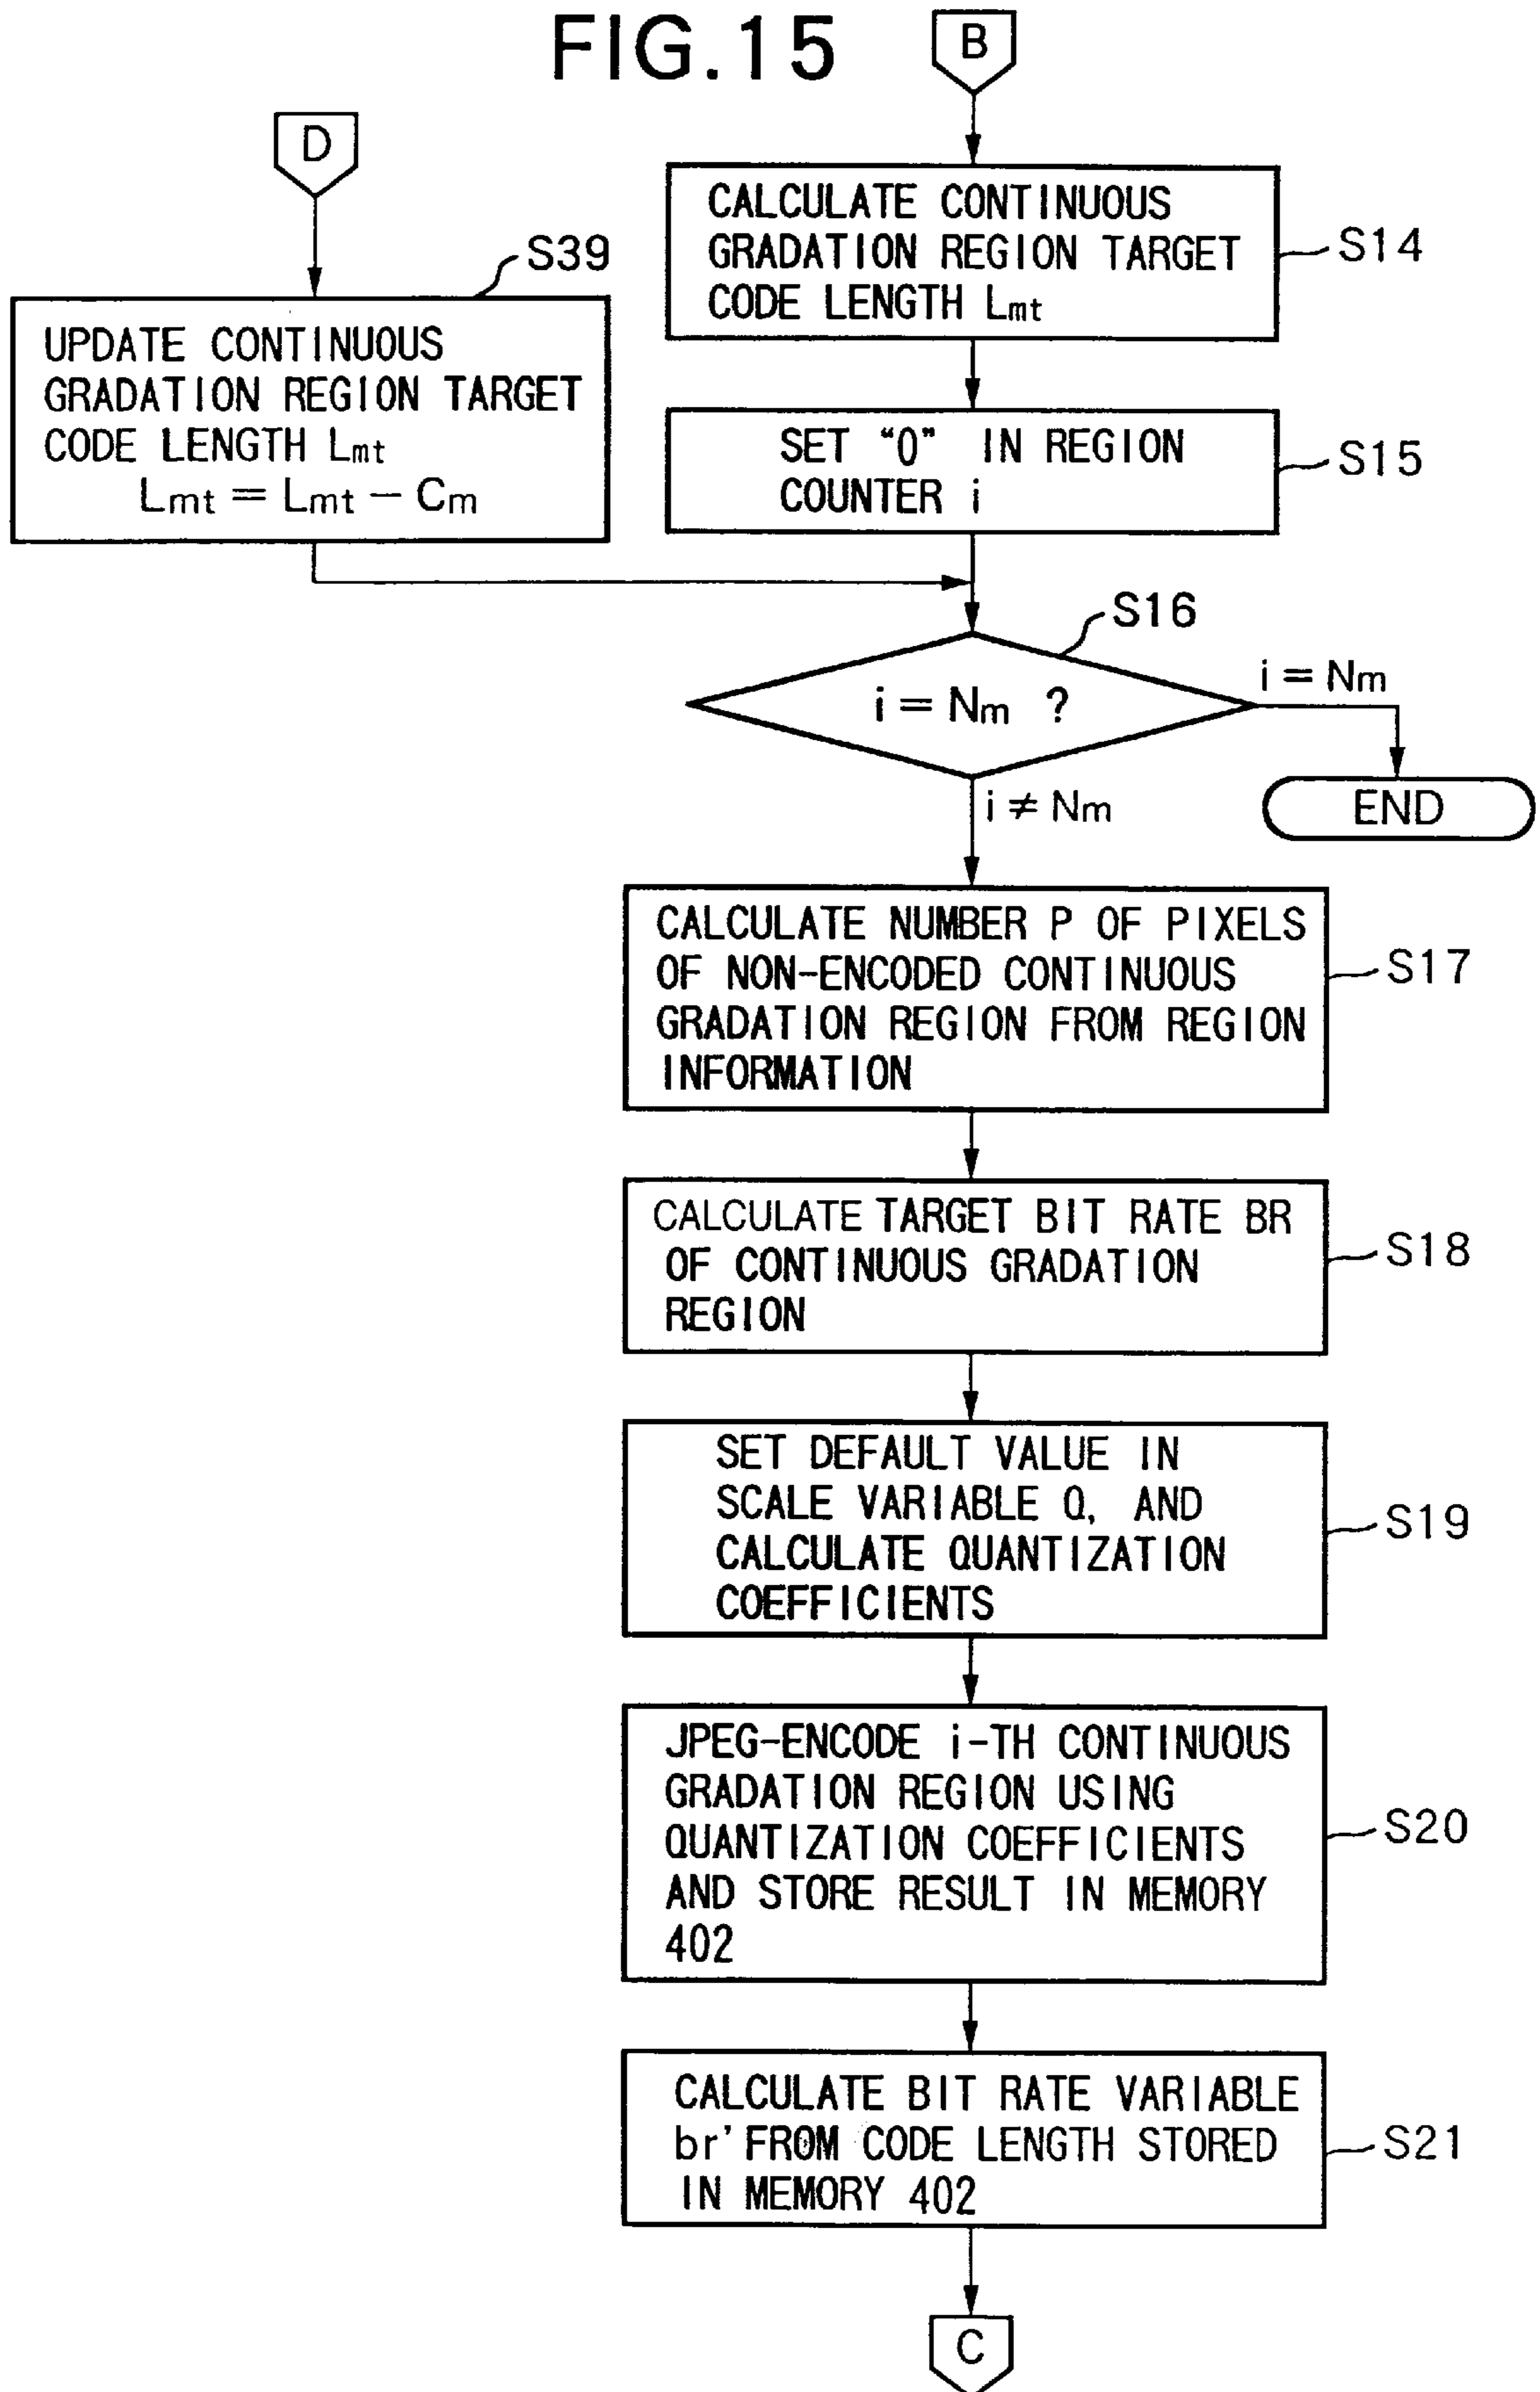 FIG.15
B
D
CALCULATE CONTINUOUS
GRADATION REGION TARGET
CODE LENGTH Lmt
S14
S39
UPDATE CONTINUOUS
GRADATION REGION TARGET
CODE LENGTH Lmt
Lmt = Lmt − Cm
SET “0” IN REGION
COUNTER i
S15
S16
i = Nm ?
i = Nm
END
i ≠ Nm
CALCULATE NUMBER P OF PIXELS
OF NON-ENCODED CONTINUOUS
GRADATION REGION FROM REGION
INFORMATION
S17
CALCULATE TARGET BIT RATE BR
OF CONTINUOUS GRADATION
REGION
S18
SET DEFAULT VALUE IN
SCALE VARIABLE Q, AND
CALCULATE QUANTIZATION
COEFFICIENTS
S19
JPEG-ENCODE i-TH CONTINUOUS
GRADATION REGION USING
QUANTIZATION COEFFICIENTS
AND STORE RESULT IN MEMORY
402
S20
CALCULATE BIT RATE VARIABLE
br' FROM CODE LENGTH STORED
IN MEMORY 402
S21
C